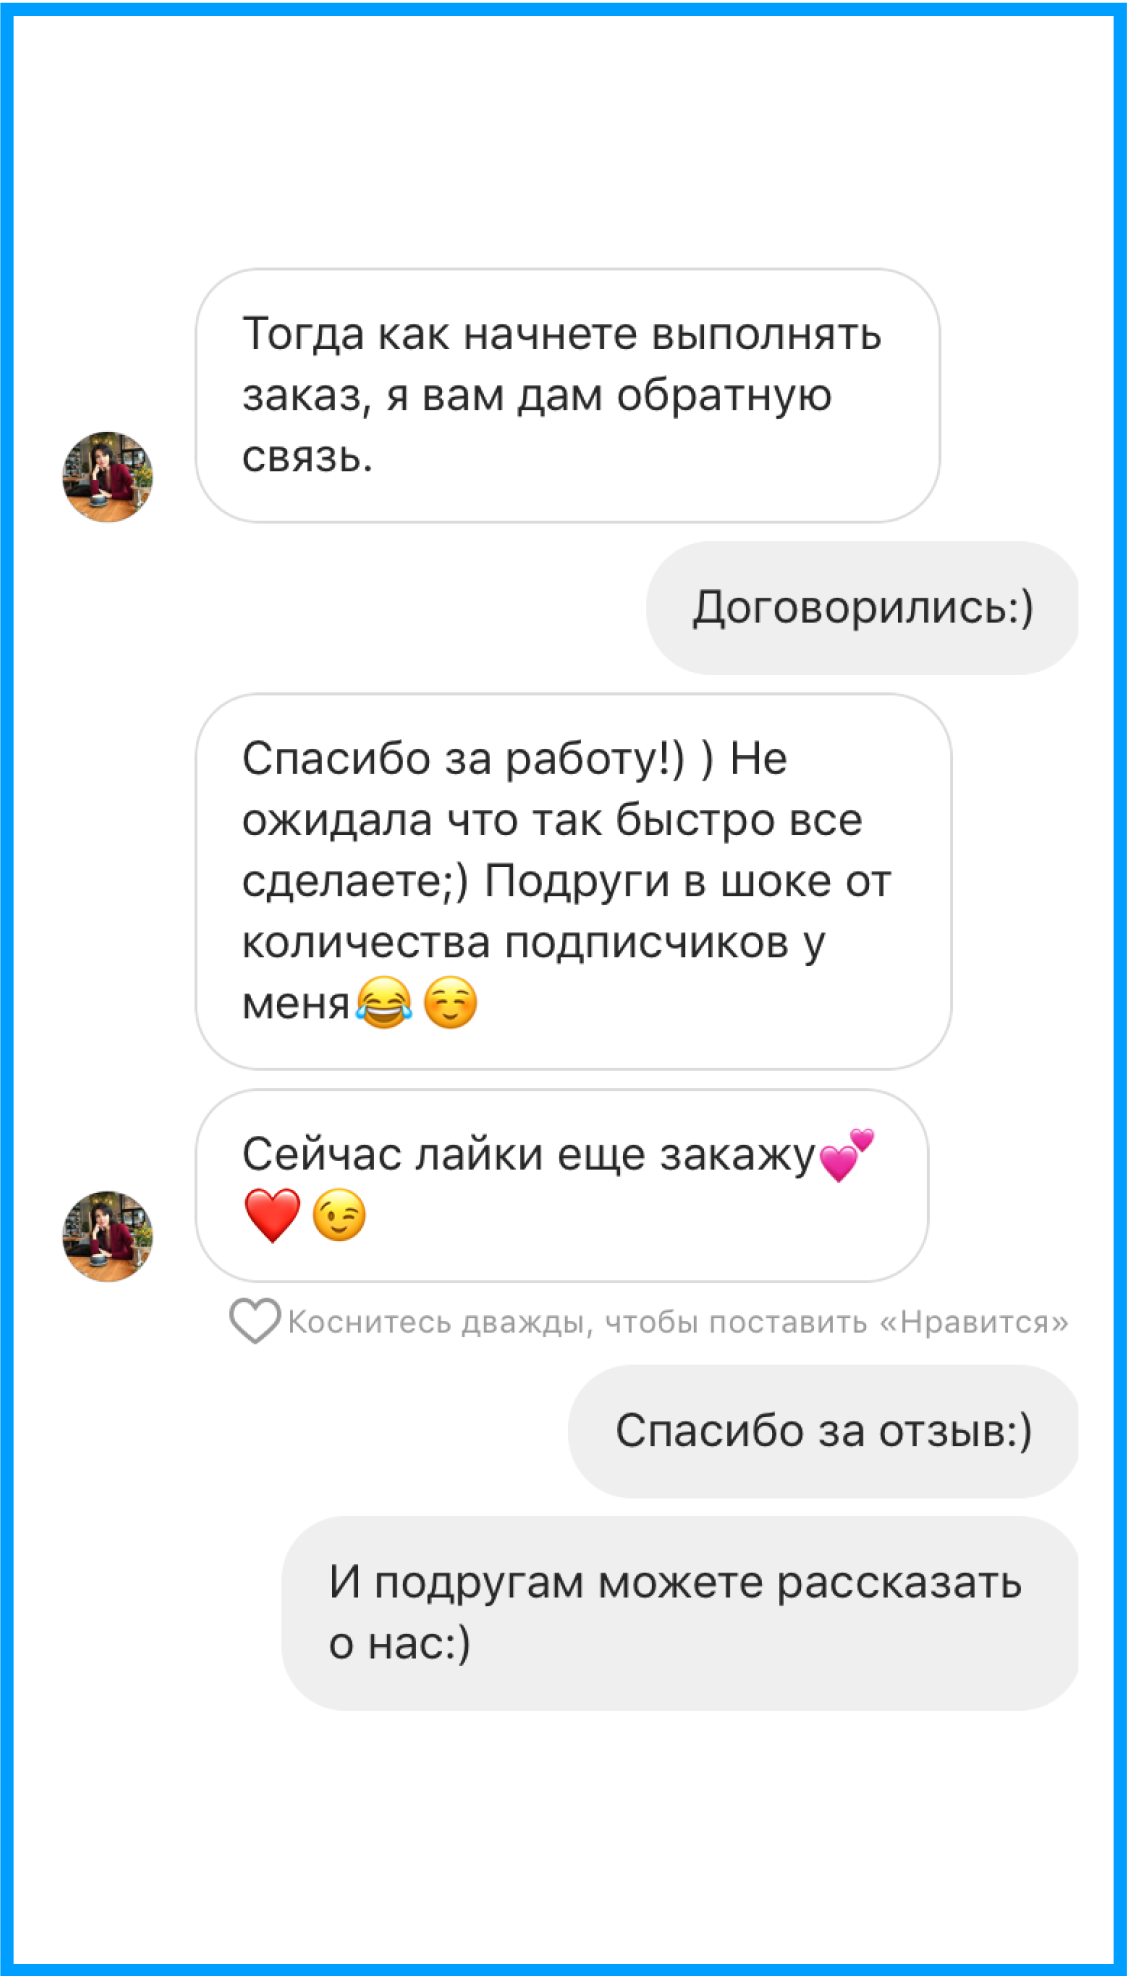 Тогда как начнете выполнять
заказ, я вам дам обратную
связь.
Договорились:)
Спасибо за работу!) ) Не
ожидала что так быстро все
сделаете;) Подруги в шоке от
количества подписчиков у
меня😂☺️
Сейчас лайки еще закажу💕
❤️😉
Коснитесь дважды, чтобы поставить «Нравится»
Спасибо за отзыв:)
И подругам можете рассказать
о нас:)